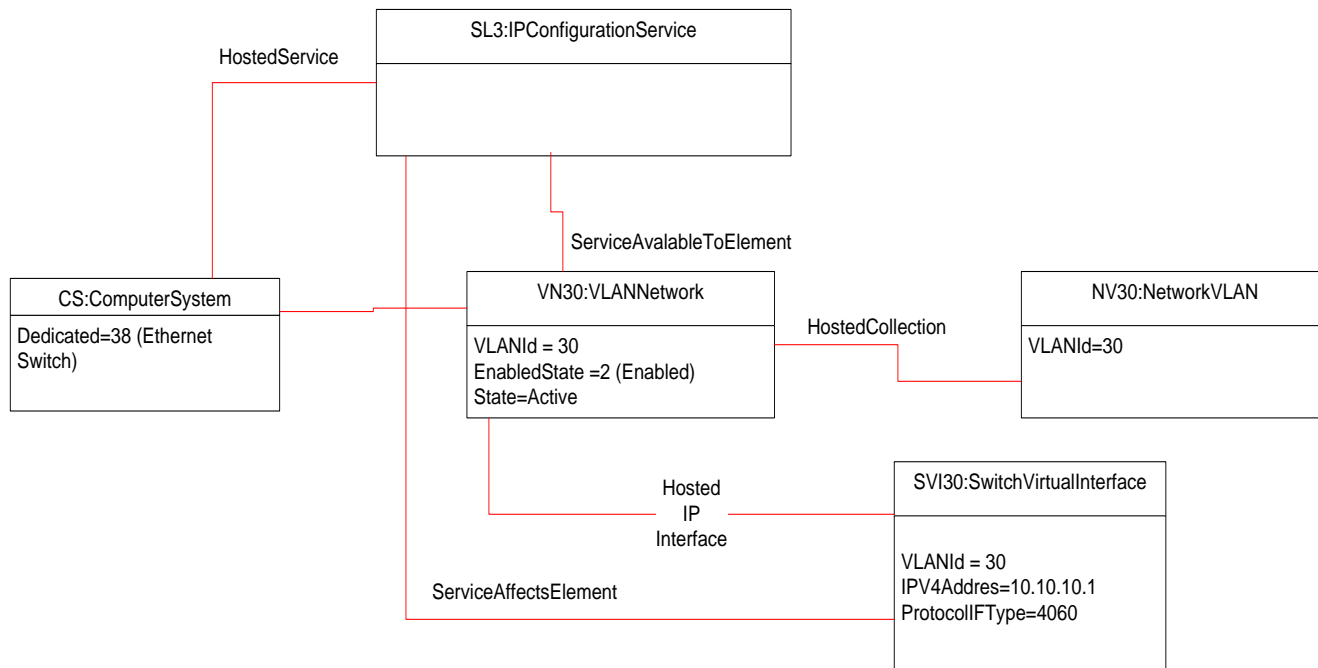 SL3:IPConfigurationService
HostedService
ServiceAvalableToElement
CS:ComputerSystem
Dedicated=38 (Ethernet
Switch)
VN30:VLANNetwork
VLANId = 30
EnabledState =2 (Enabled)
State=Active
HostedCollection
NV30:NetworkVLAN
VLANId=30
Hosted
IP
Interface
SVI30:SwitchVirtualInterface
VLANId = 30
IPV4Addres=10.10.10.1
ProtocolIFType=4060
ServiceAffectsElement